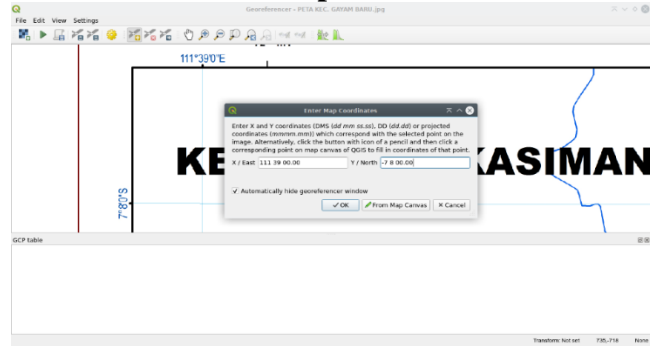 Georeferencer - PETA KEC. GAYAM BARU.jpg
File Edit View Settings
111°39'0"E
Enter Map Coordinates
Enter X and Y coordinates (DMS (dd mm ss.ss), DD (dd.dd) or projected
coordinates (mmmm.mm)) which correspond with the selected point on the
image. Alternatively, click the button with icon of a pencil and then click a
corresponding point on map canvas of QGIS to fill in coordinates of that point.
X / East 111 39 00.00 Y / North -7 8 00.00
Automatically hide georeferencer window
OK From Map Canvas Cancel
KE KASIMAN
7°8'0"S
GCP table
Transform: Not set 735,-718 None